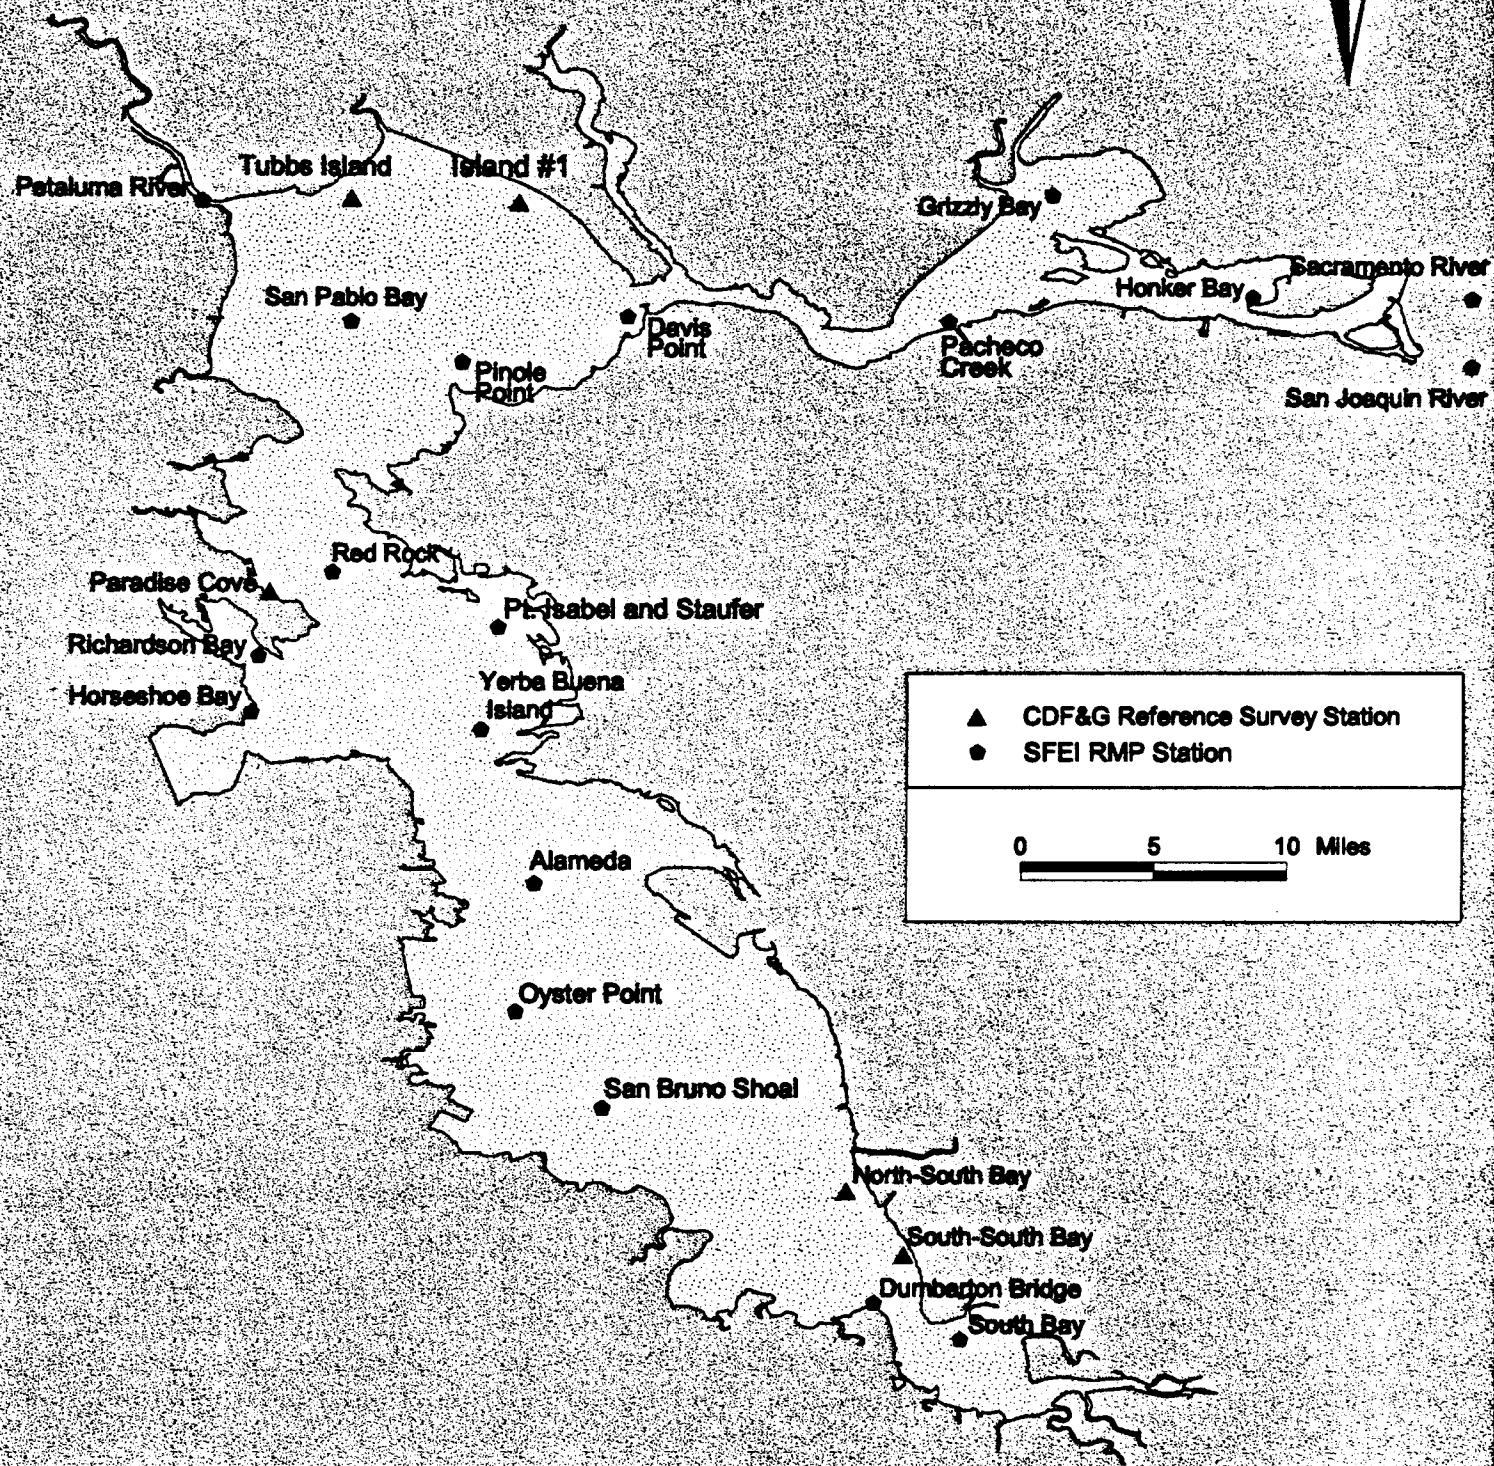 Tubbs Island
Island #1
Petaluma River
Grizzly Bay
Sacramento River
Honker Bay
San Pablo Bay
Davis
Point
Pacheco
Creek
Pinole
Point
San Joaquin River
Red Rock
Paradise Cove
Pt. Isabel and Staufer
Richardson Bay
Yerba Buena
Island
Horseshoe Bay
CDF&G Reference Survey Station
SFEI RMP Station
0 5 10 Miles
Alameda
Oyster Point
San Bruno Shoal
North-South Bay
South-South Bay
Dumbarton Bridge
South Bay